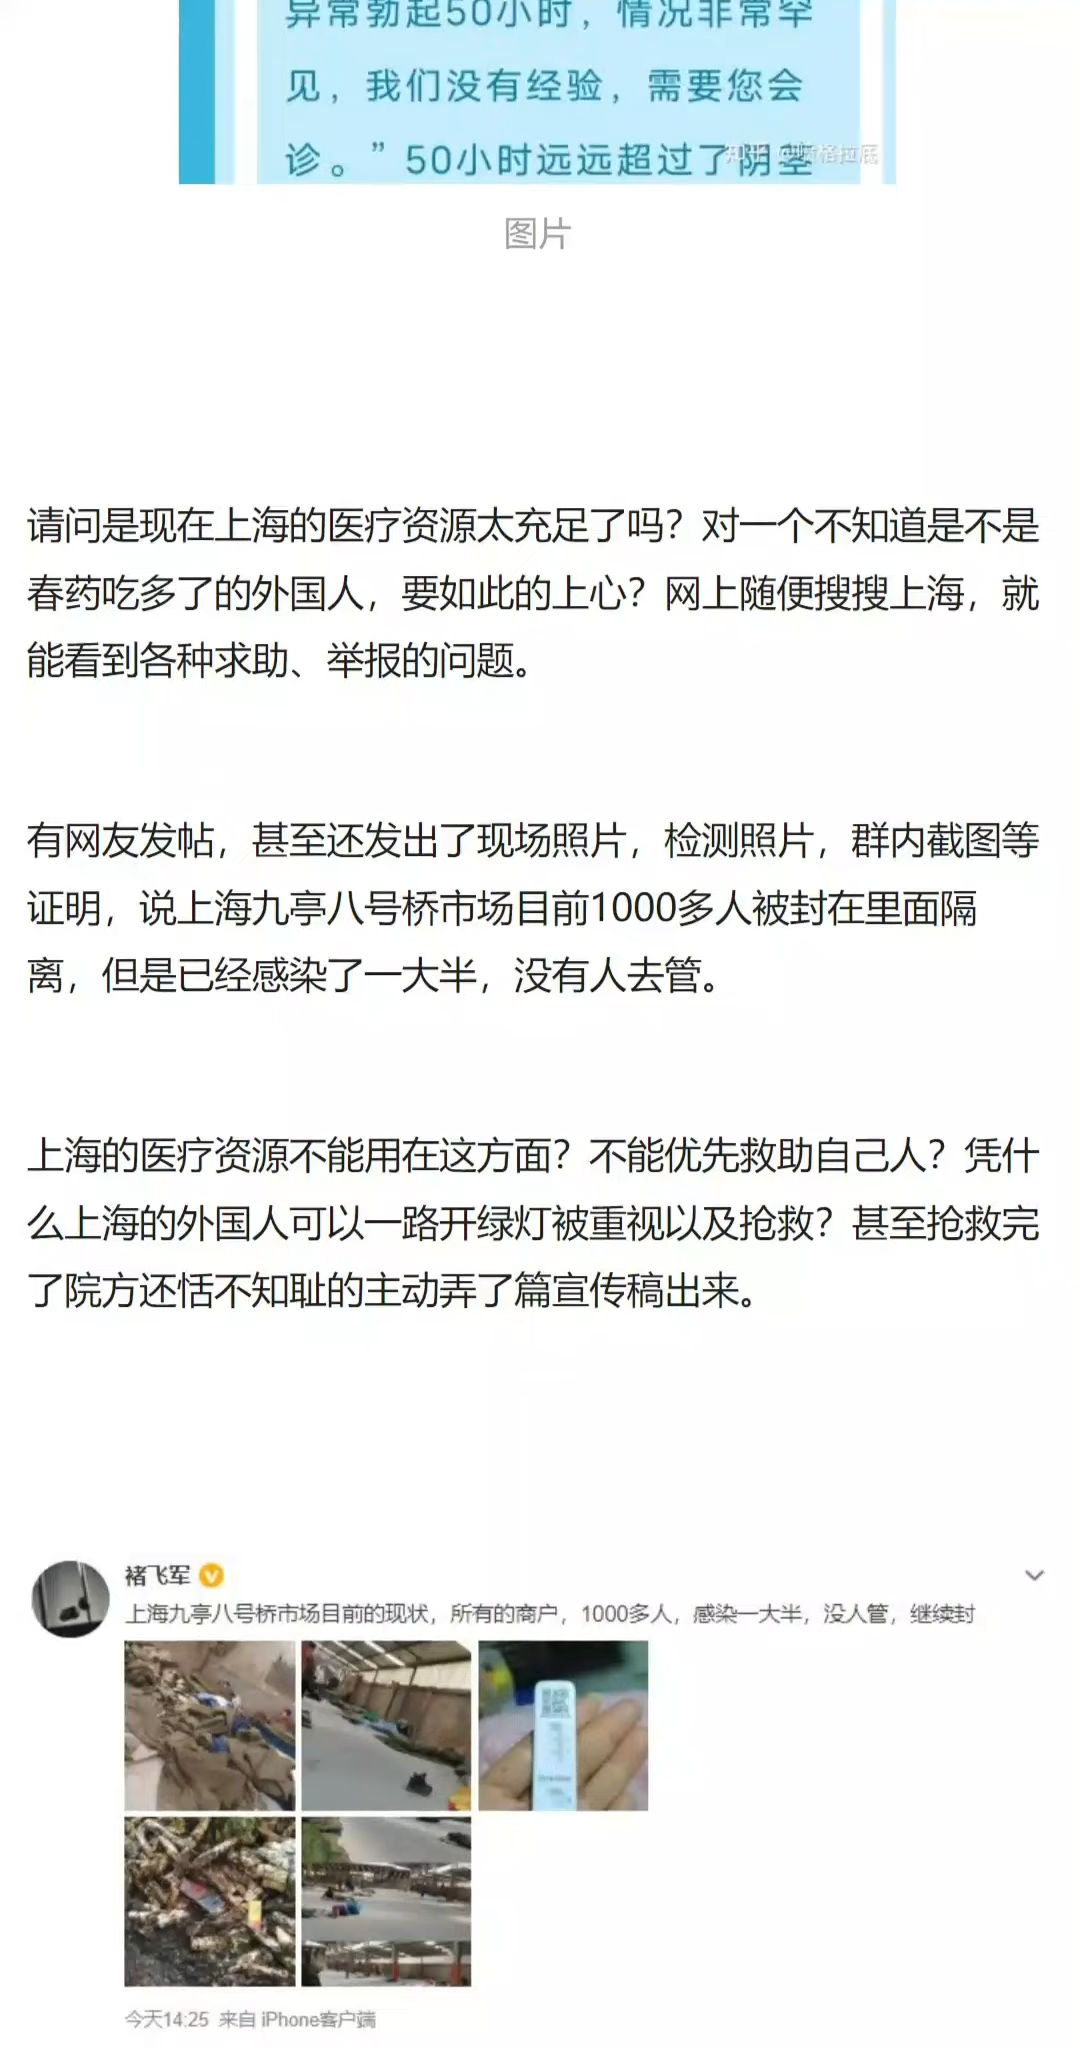 异常勃起50小时，情况非常罕
见，我们没有经验，需要您会
诊。”50小时远远超过了阴茎
图片
请问是现在上海的医疗资源太充足了吗？对一个不知道是不是
春药吃多了的外国人，要如此的上心？网上随便搜搜上海，就
能看到各种求助、举报的问题。
有网友发帖，甚至还发出了现场照片，检测照片，群内截图等
证明，说上海九亭八号桥市场目前1000多人被封在里面隔
离，但是已经感染了一大半，没有人去管。
上海的医疗资源不能用在这方面？不能优先救助自己人？凭什
么上海的外国人可以一路开绿灯被重视以及抢救？甚至抢救完
了院方还恬不知耻的主动弄了篇宣传稿出来。
褚飞军
上海九亭八号桥市场目前的现状，所有的商户，1000多人，感染一大半，没人管，继续封
今天14:25 来自 iPhone客户端